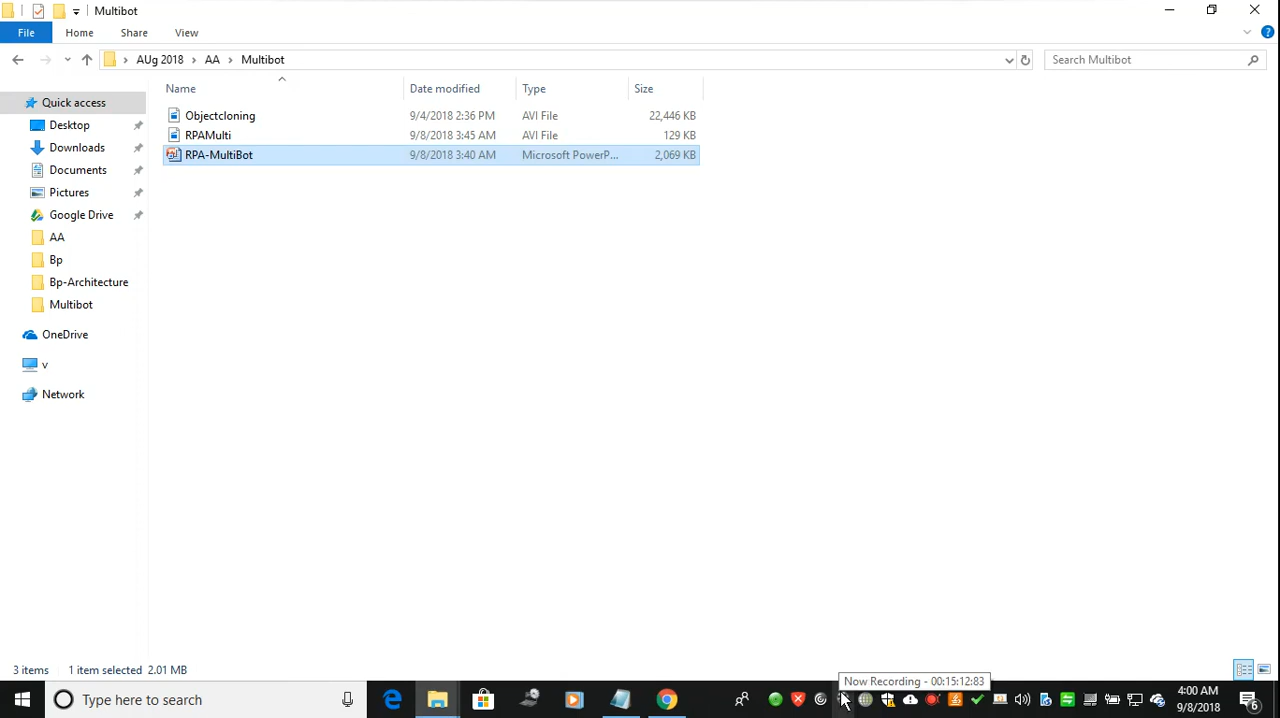 Multibot
File Home Share View
AUg 2018 AA Multibot Search Multibot
Name Date modified Type Size
Objectcloning 9/4/2018 2:36 PM AVI File 22,446 KB
RPAMulti 9/8/2018 3:45 AM AVI File 129 KB
RPA-MultiBot 9/8/2018 3:40 AM Microsoft PowerP... 2,069 KB
Quick access
Desktop
Downloads
Documents
Pictures
Google Drive
AA
Bp
Bp-Architecture
Multibot
OneDrive
v
Network
3 items 1 item selected 2.01 MB
Now Recording - 00:15:12:83
Type here to search
4:00 AM
9/8/2018
6